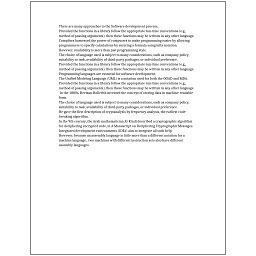 There are many approaches to the Software development process.
Provided the functions in a library follow the appropriate run-time conventions (e.g.,
method of passing arguments), then these functions may be written in any other language.
Compilers harnessed the power of computers to make programming easier by allowing
programmers to specify calculations by entering a formula using infix notation.
However, readability is more than just programming style.
The choice of language used is subject to many considerations, such as company policy,
suitability to task, availability of third-party packages, or individual preference.
Provided the functions in a library follow the appropriate run-time conventions (e.g.,
method of passing arguments), then these functions may be written in any other language.
Programming languages are essential for software development.
The Unified Modeling Language (UML) is a notation used for both the OOAD and MDA.
Provided the functions in a library follow the appropriate run-time conventions (e.g.,
method of passing arguments), then these functions may be written in any other language.
In the 1880s, Herman Hollerith invented the concept of storing data in machine-readable
form.
The choice of language used is subject to many considerations, such as company policy,
suitability to task, availability of third-party packages, or individual preference.
He gave the first description of cryptanalysis by frequency analysis, the earliest code-
breaking algorithm.
In the 9th century, the Arab mathematician Al-Kindi described a cryptographic algorithm
for deciphering encrypted code, in A Manuscript on Deciphering Cryptographic Messages.
Integrated development environments (IDEs) aim to integrate all such help.
However, because an assembly language is little more than a different notation for a
machine language, two machines with different instruction sets also have different
assembly languages.